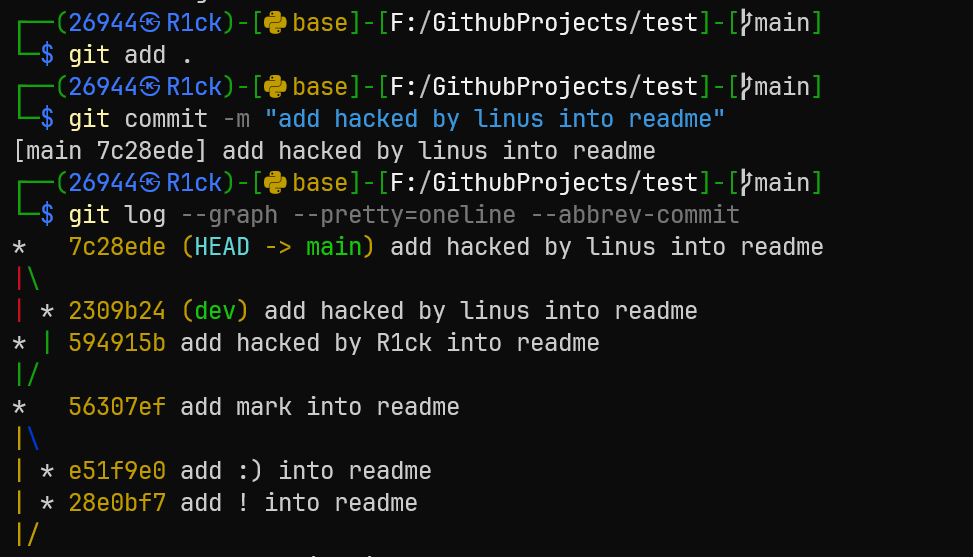 ┌──(26944㉿R1ck)-[base]-[F:/GithubProjects/test]-[main]
└─$ git add .
┌──(26944㉿R1ck)-[base]-[F:/GithubProjects/test]-[main]
└─$ git commit -m "add hacked by linus into readme"
[main 7c28ede] add hacked by linus into readme
┌──(26944㉿R1ck)-[base]-[F:/GithubProjects/test]-[main]
└─$ git log --graph --pretty=oneline --abbrev-commit
*   7c28ede (HEAD -> main) add hacked by linus into readme
|\
| * 2309b24 (dev) add hacked by linus into readme
* | 594915b add hacked by R1ck into readme
|/
*   56307ef add mark into readme
|\
| * e51f9e0 add :) into readme
| * 28e0bf7 add ! into readme
|/